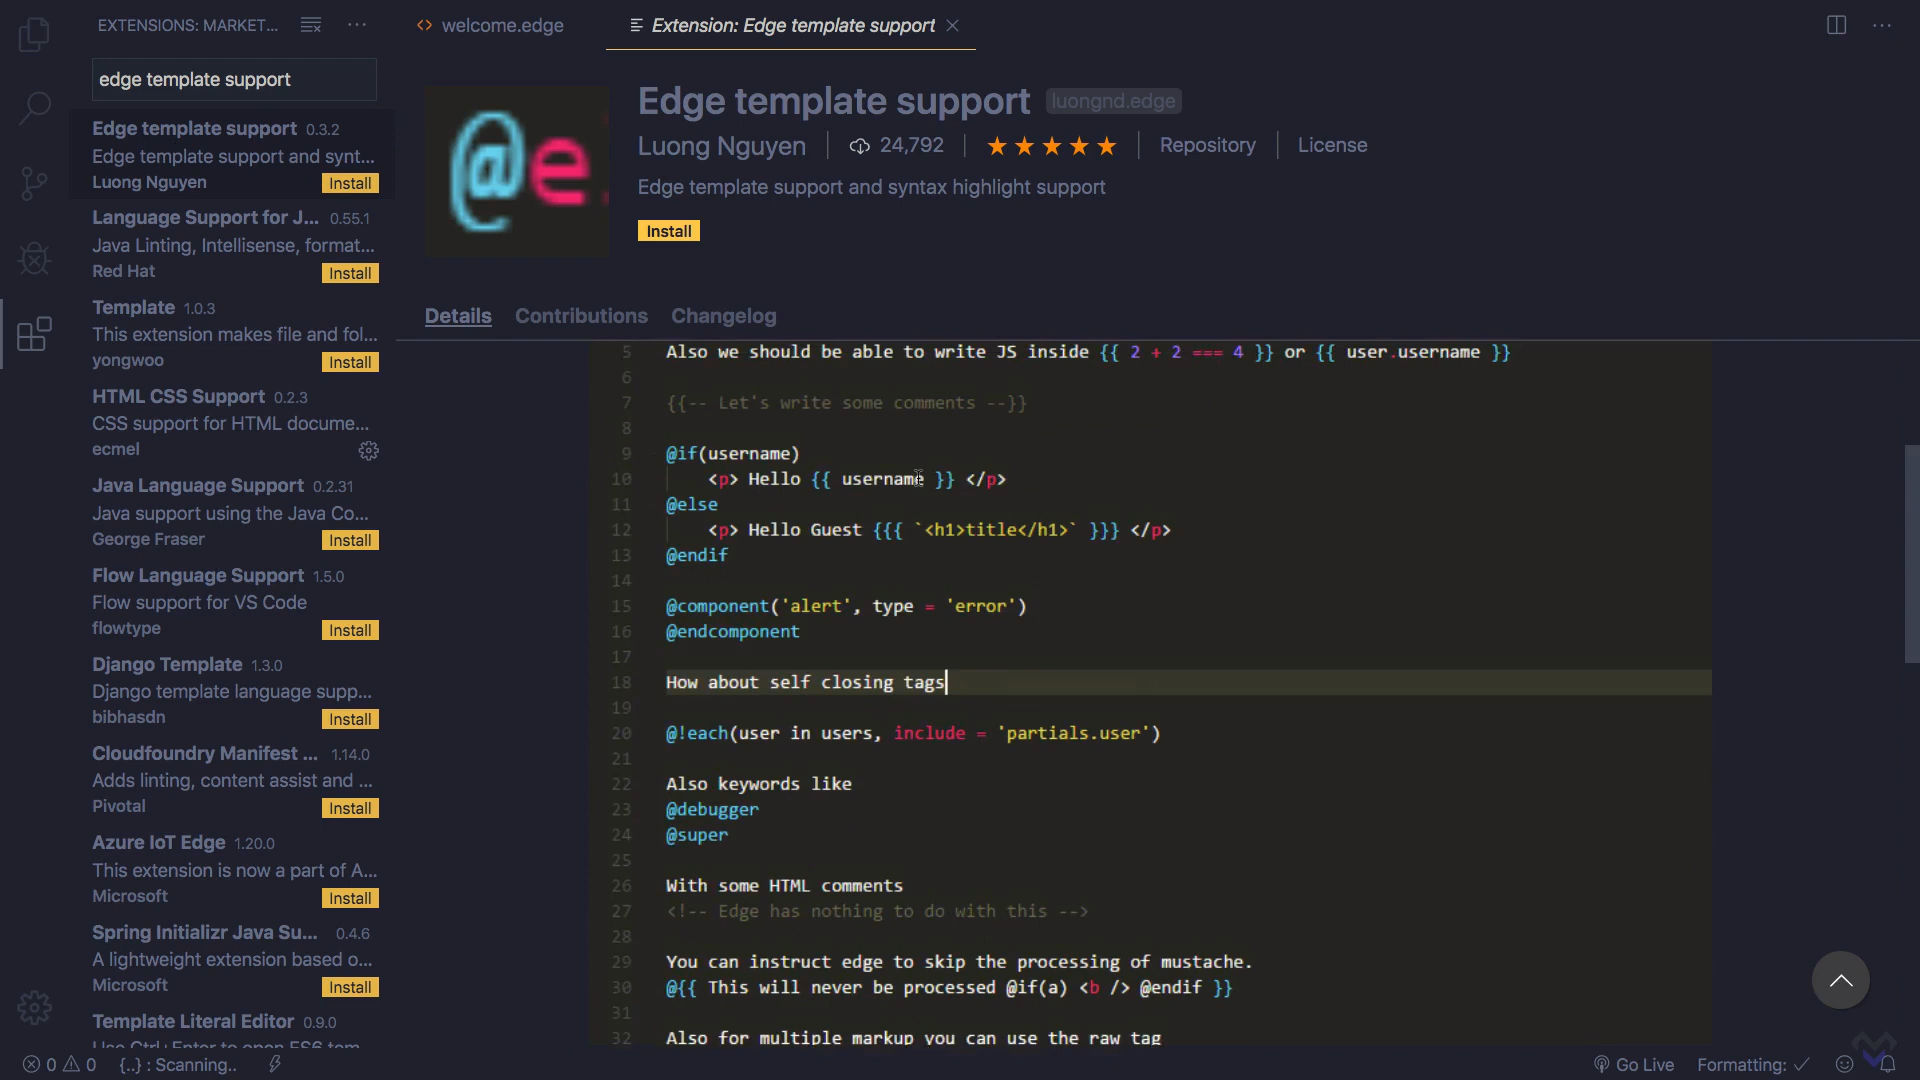 EXTENSIONS: MARKET...
welcome.edge
Extension: Edge template support
edge template support
Edge template support 0.3.2
Edge template support and synt...
Luong Nguyen
Install
Language Support for J... 0.55.1
Java Linting, Intellisense, format...
Red Hat
Install
Template 1.0.3
This extension makes file and fol...
yongwoo
Install
HTML CSS Support 0.2.3
CSS support for HTML docume...
ecmel
Java Language Support 0.2.31
Java support using the Java Co...
George Fraser
Install
Flow Language Support 1.5.0
Flow support for VS Code
flowtype
Install
Django Template 1.3.0
Django template language supp...
bibhasdn
Install
Cloudfoundry Manifest ... 1.14.0
Adds linting, content assist and ...
Pivotal
Install
Azure IoT Edge 1.20.0
This extension is now a part of A...
Microsoft
Install
Spring Initializr Java Su... 0.4.6
A lightweight extension based o...
Microsoft
Install
Template Literal Editor 0.9.0
Use Ctrl+Enter to open ES6 tem...
@e
Edge template support luongnd.edge
Luong Nguyen 24,792 Repository License
Edge template support and syntax highlight support
Install
Details Contributions Changelog
5 Also we should be able to write JS inside {{ 2 + 2 === 4 }} or {{ user.username }}
6
7 {{-- Let's write some comments --}}
8
9 @if(username)
10 <p> Hello {{ username }} </p>
11 @else
12 <p> Hello Guest {{{ `<h1>title</h1>` }}} </p>
13 @endif
14
15 @component('alert', type = 'error')
16 @endcomponent
17
18 How about self closing tags
19
20 @!each(user in users, include = 'partials.user')
21
22 Also keywords like
23 @debugger
24 @super
25
26 With some HTML comments
27 <!-- Edge has nothing to do with this -->
28
29 You can instruct edge to skip the processing of mustache.
30 @{{ This will never be processed @if(a) <b /> @endif }}
31
32 Also for multiple markup you can use the raw tag
0 0 {..} : Scanning.. Go Live Formatting: ✓